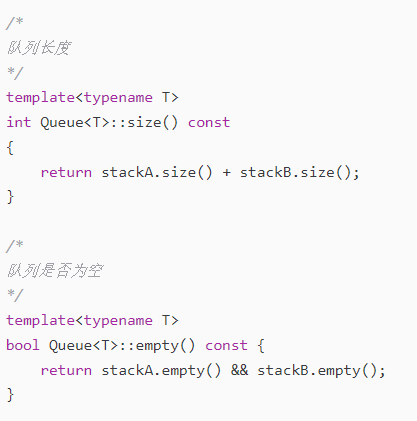 /*
队列长度
*/
template<typename T>
int Queue<T>::size() const
{
    return stackA.size() + stackB.size();
}

/*
队列是否为空
*/
template<typename T>
bool Queue<T>::empty() const {
    return stackA.empty() && stackB.empty();
}